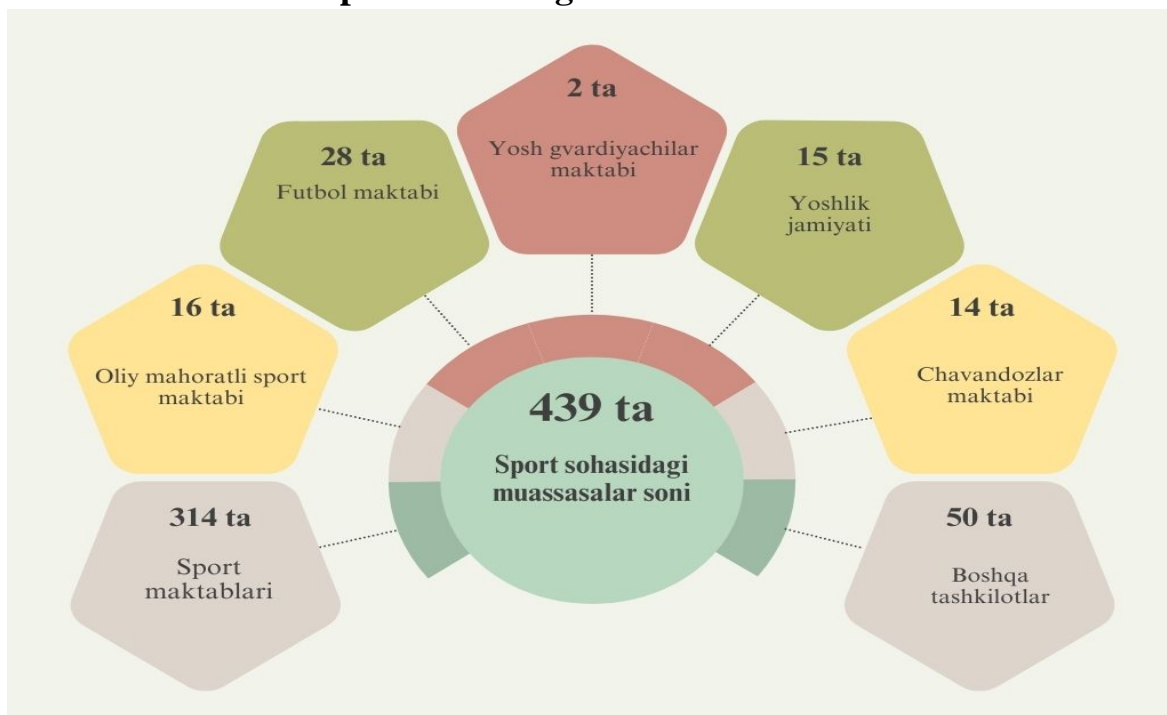 2 ta
Yosh gvardiyachilar
maktabi
28 ta
Futbol maktabi
15 ta
Yoshlik
jamiyati
16 ta
Oliy mahoratli sport
maktabi
14 ta
Chavandozlar
maktabi
439 ta
Sport sohasidagi
muassasalar soni
314 ta
Sport
maktablari
50 ta
Boshqa
tashkilotlar